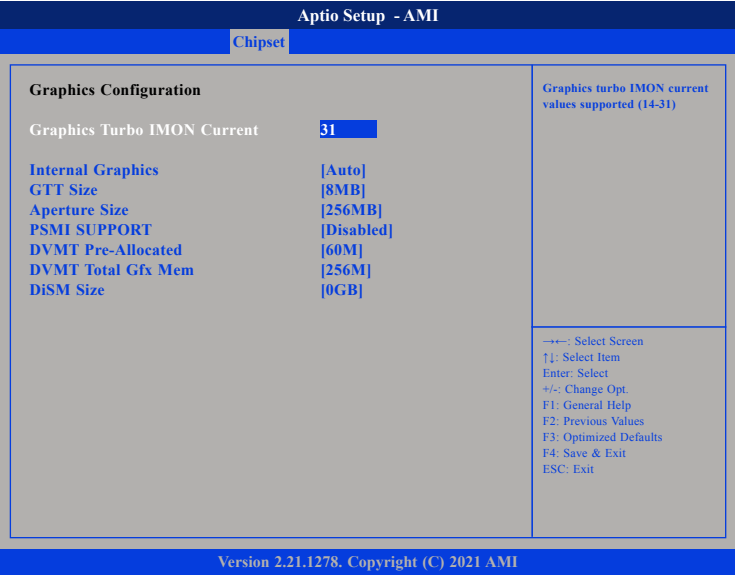 Aptio Setup - AMI
Chipset
Graphics Configuration
Graphics Turbo IMON Current 31
Internal Graphics [Auto]
GTT Size [8MB]
Aperture Size [256MB]
PSMI SUPPORT [Disabled]
DVMT Pre-Allocated [60M]
DVMT Total Gfx Mem [256M]
DiSM Size [0GB]
Graphics turbo IMON current
values supported (14-31)
→←: Select Screen
↑↓: Select Item
Enter: Select
+/-: Change Opt.
F1: General Help
F2: Previous Values
F3: Optimized Defaults
F4: Save & Exit
ESC: Exit
Version 2.21.1278. Copyright (C) 2021 AMI